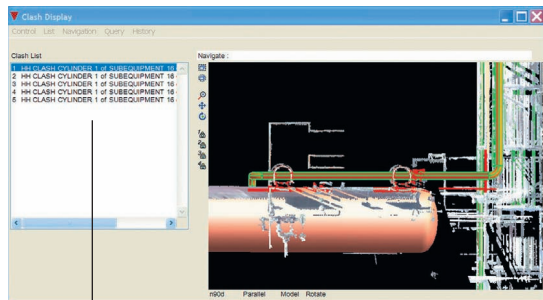 Clash Display
Control List Navigation Query History
Clash List
Navigate :
1 HH CLASH CYLINDER 1 of SUBEQUIPMENT 16
2 HH CLASH CYLINDER 1 of SUBEQUIPMENT 16
3 HH CLASH CYLINDER 1 of SUBEQUIPMENT 16
4 HH CLASH CYLINDER 1 of SUBEQUIPMENT 16
5 HH CLASH CYLINDER 1 of SUBEQUIPMENT 16
n90d Parallel Model Rotate